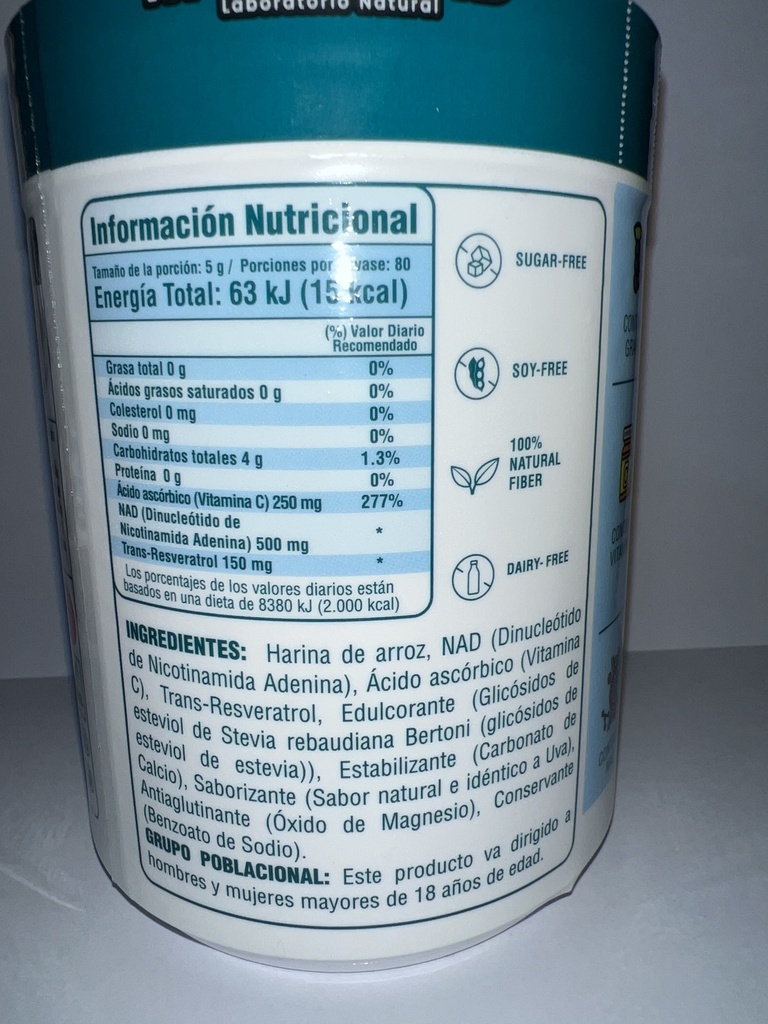 Laboratorio Natural
Información Nutricional
Tamaño de la porción: 5 g / Porciones por vase: 80
Energía Total: 63 kJ (15 kcal)
(%) Valor Diario
Recomendado
Grasa total 0 g 0%
Ácidos grasos saturados 0 g 0%
Colesterol 0 mg 0%
Sodio 0 mg 0%
Carbohidratos totales 4 g 1.3%
Proteína 0 g 0%
Ácido ascórbico (Vitamina C) 250 mg 277%
NAD (Dinucleótido de
Nicotinamida Adenina) 500 mg *
Trans-Resveratrol 150 mg *
Los porcentajes de los valores diarios están
basados en una dieta de 8380 kJ (2.000 kcal)
SUGAR-FREE
SOY-FREE
100%
NATURAL
FIBER
DAIRY-FREE
INGREDIENTES: Harina de arroz, NAD (Dinucleótido
de Nicotinamida Adenina), Ácido ascórbico (Vitamina
C), Trans-Resveratrol, Edulcorante (Glicósidos de
esteviol de Stevia rebaudiana Bertoni (glicósidos de
esteviol de estevia)), Estabilizante (Carbonato de
Calcio), Saborizante (Sabor natural e idéntico a Uva),
Antiaglutinante (Óxido de Magnesio), Conservante
(Benzoato de Sodio).
GRUPO POBLACIONAL: Este producto va dirigido a
hombres y mujeres mayores de 18 años de edad.